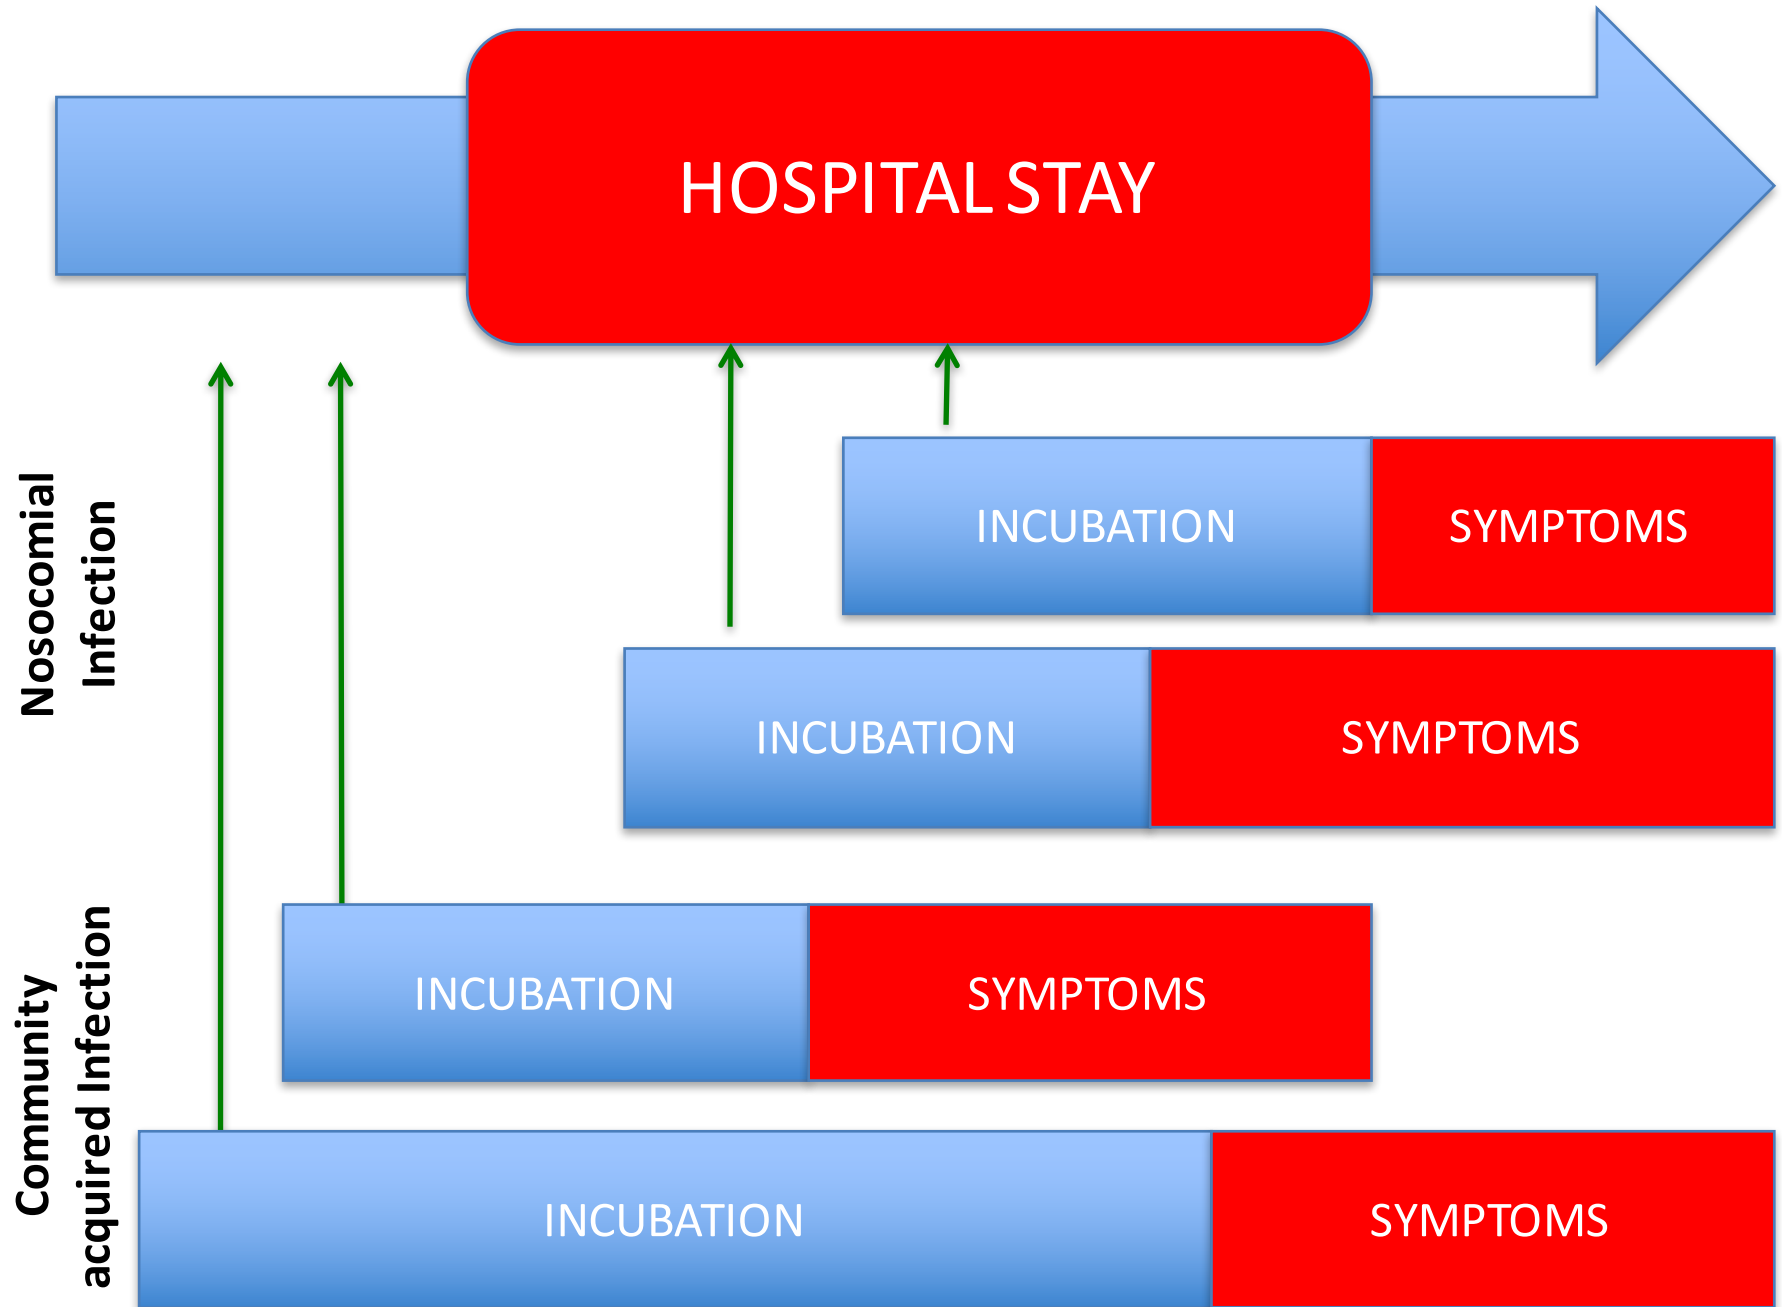 HOSPITAL STAY
Nosocomial
Infection
INCUBATION SYMPTOMS
INCUBATION SYMPTOMS
Community
acquired Infection
INCUBATION SYMPTOMS
INCUBATION SYMPTOMS